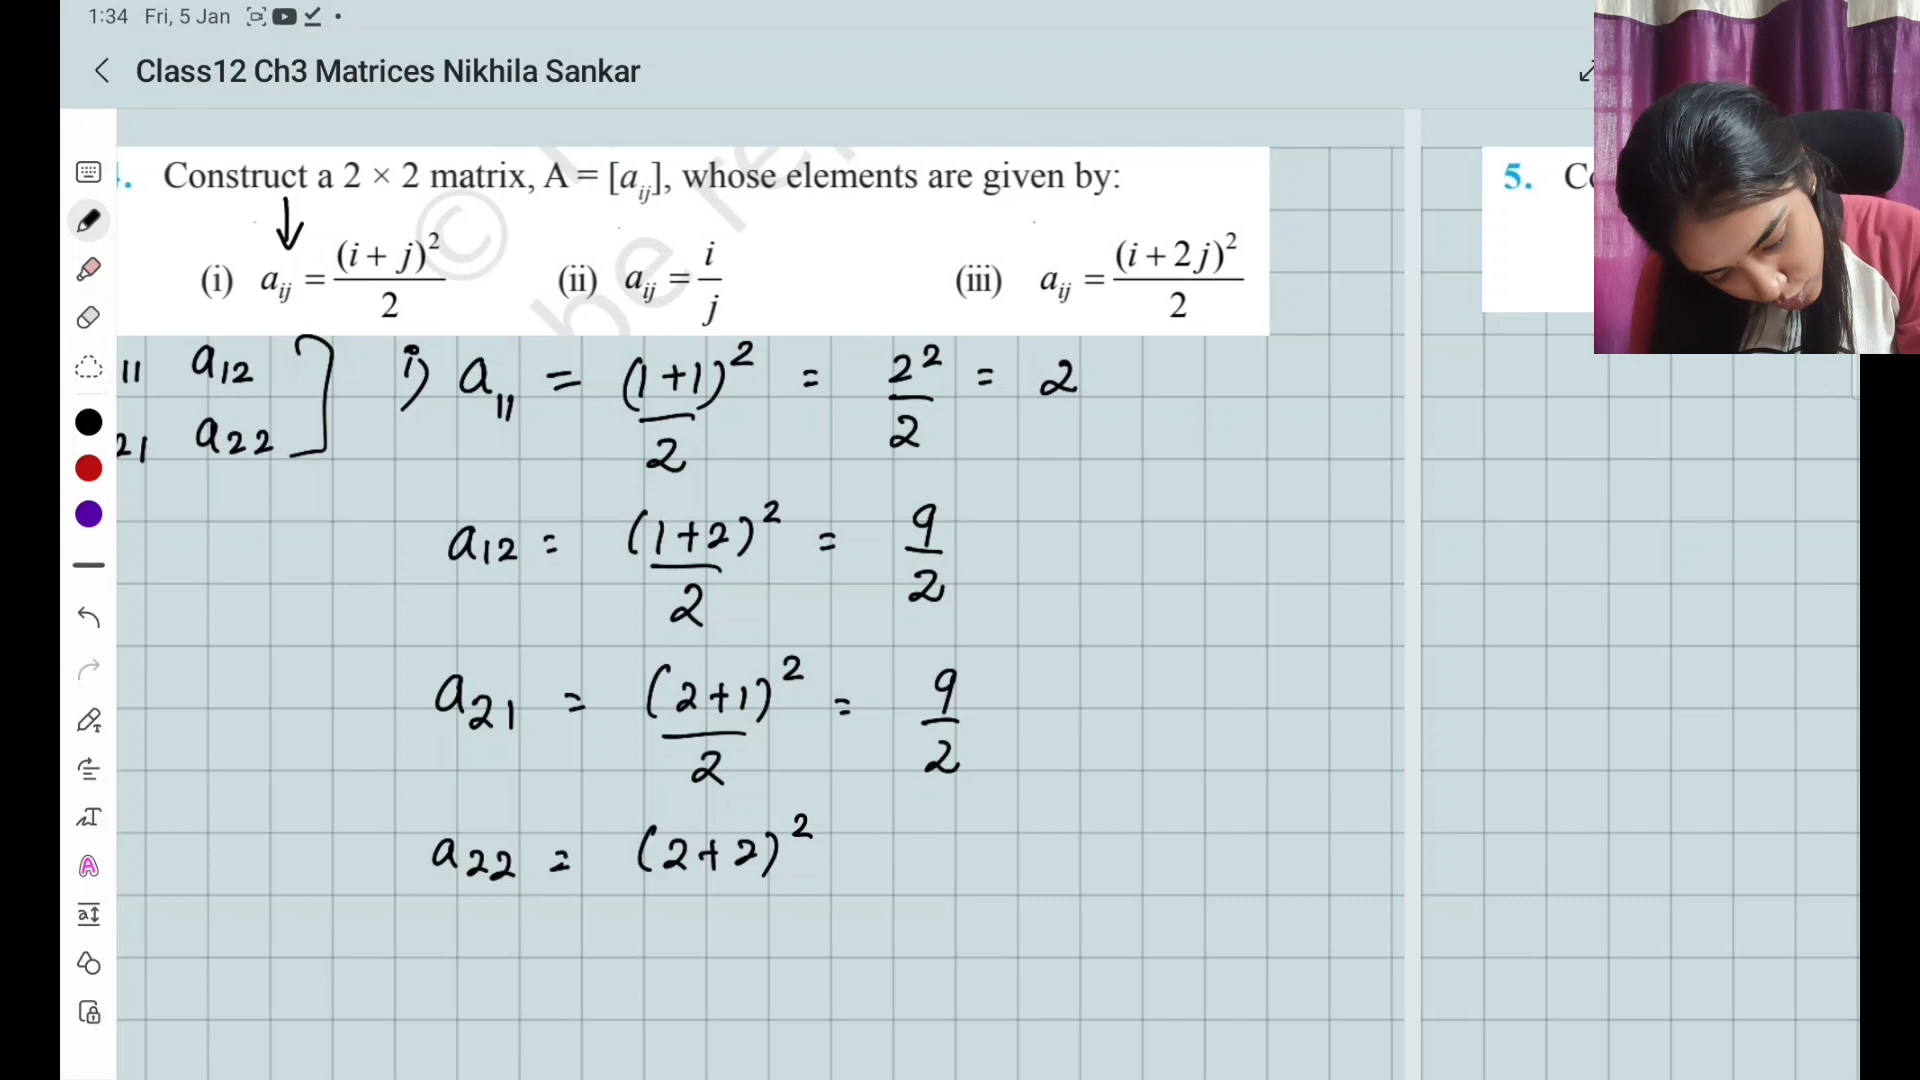 1:34 Fri, 5 Jan
Class12 Ch3 Matrices Nikhila Sankar
. Construct a 2 × 2 matrix, A = [aᵢⱼ], whose elements are given by:
(i) aᵢⱼ = (i + j)²/2 (ii) aᵢⱼ = i/j (iii) aᵢⱼ = (i + 2j)²/2
5.
© be re
11 a₁₂ ]
21 a₂₂
i) a₁₁ = (1+1)²/2 = 2²/2 = 2
a₁₂ = (1+2)²/2 = 9/2
a₂₁ = (2+1)²/2 = 9/2
a₂₂ = (2+2)²